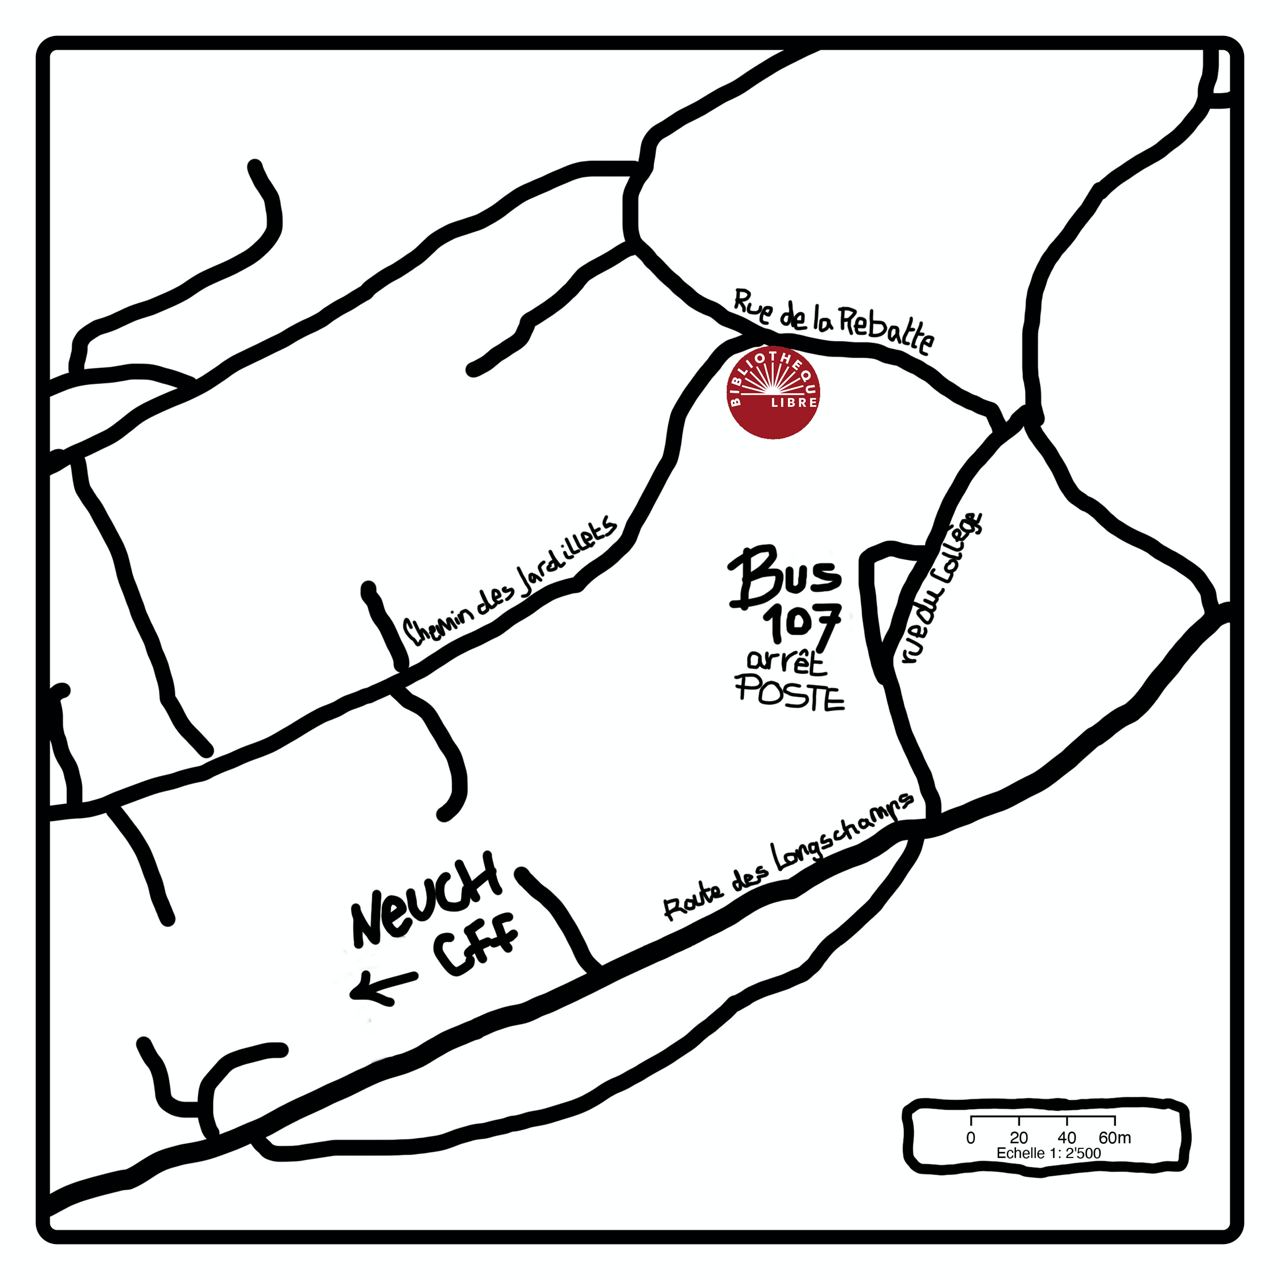 Rue de la Rebatte
BIBLIOTHEQU
LIBRE
Chemin des Jardillets
rue du Collège
Bus
107
arrêt
POSTE
Route des Longschamps
NeUCH
CFF
←
0 20 40 60m
Echelle 1: 2'500